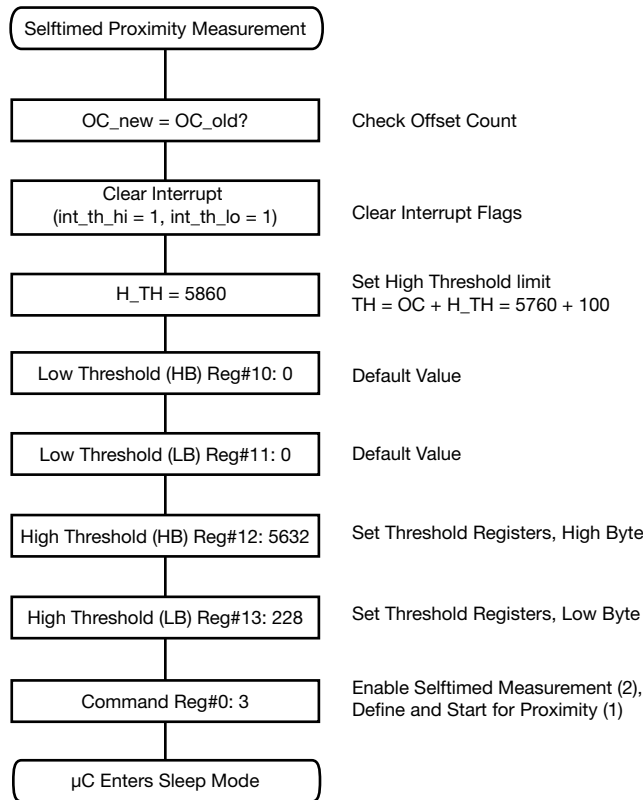 Selftimed Proximity Measurement
OC_new = OC_old?
Check Offset Count
Clear Interrupt
(int_th_hi = 1, int_th_lo = 1)
Clear Interrupt Flags
H_TH = 5860
Set High Threshold limit
TH = OC + H_TH = 5760 + 100
Low Threshold (HB) Reg#10: 0
Default Value
Low Threshold (LB) Reg#11: 0
Default Value
High Threshold (HB) Reg#12: 5632
Set Threshold Registers, High Byte
High Threshold (LB) Reg#13: 228
Set Threshold Registers, Low Byte
Command Reg#0: 3
Enable Selftimed Measurement (2),
Define and Start for Proximity (1)
µC Enters Sleep Mode